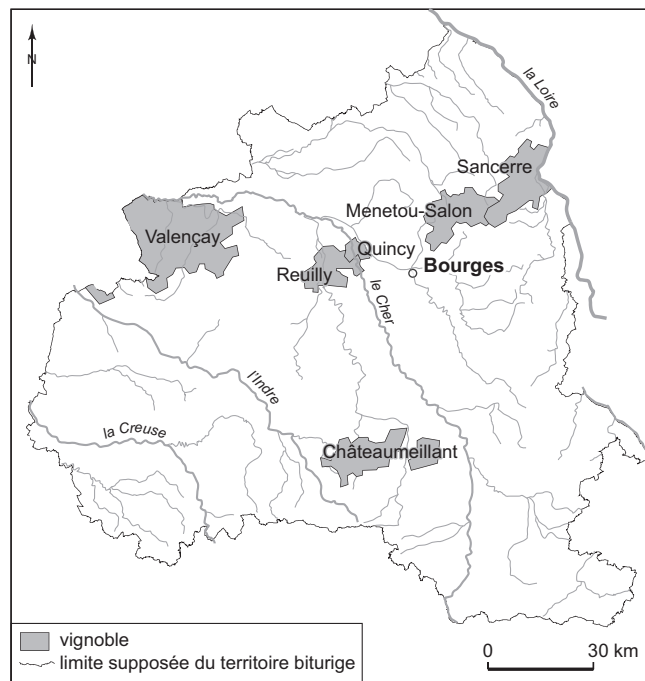 N
la Loire
Sancerre
Menetou-Salon
Valençay
Quincy
Reuilly
Bourges
le Cher
l'Indre
la Creuse
Châteaumeillant
vignoble
limite supposée du territoire biturige
0 30 km